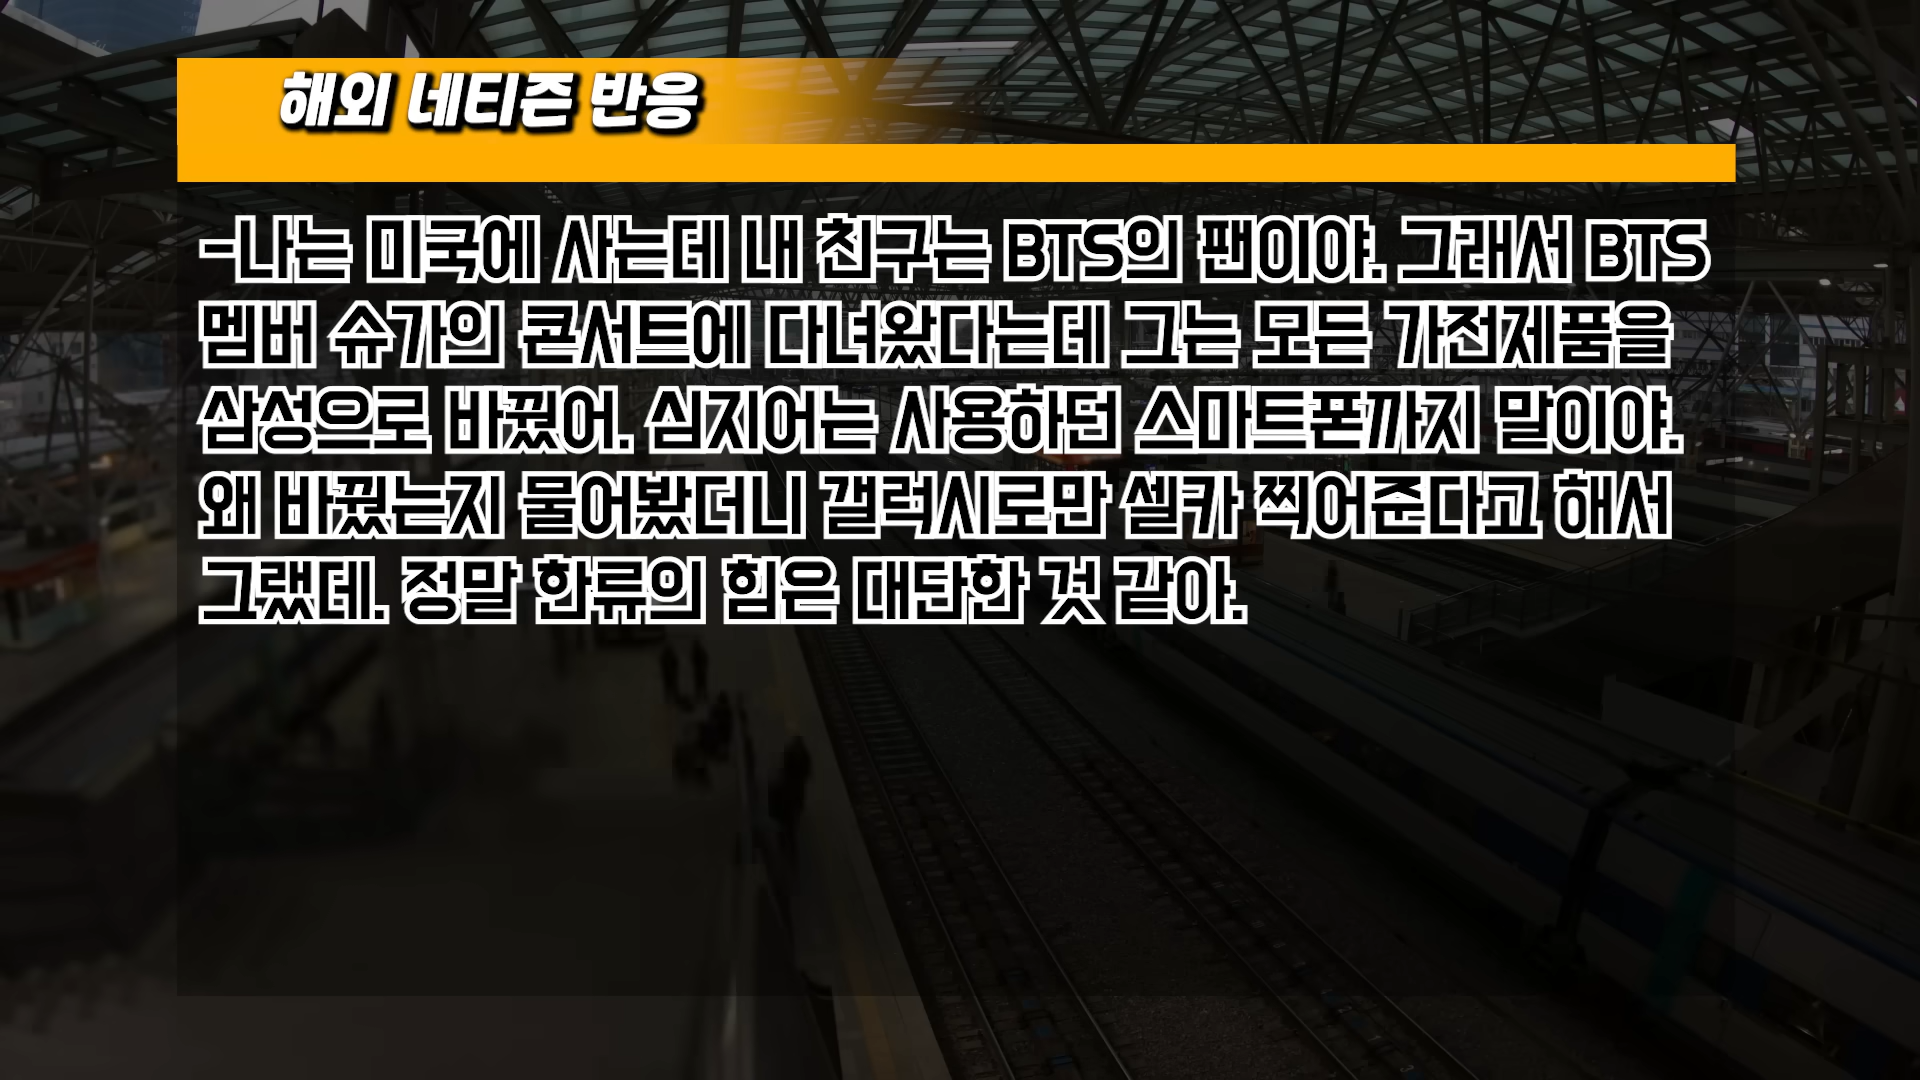 해외 네티즌 반응
-나는 미국에 사는데 내 친구는 BTS의 팬이야. 그래서 BTS
멤버 슈가의 콘서트에 다녀왔다는데 그는 모든 가전제품을
삼성으로 바꿨어. 심지어는 사용하던 스마트폰까지 말이야.
왜 바꿨는지 물어봤더니 갤럭시로만 셀카 찍어준다고 해서
그랬데. 정말 한류의 힘은 대단한 것 같아.